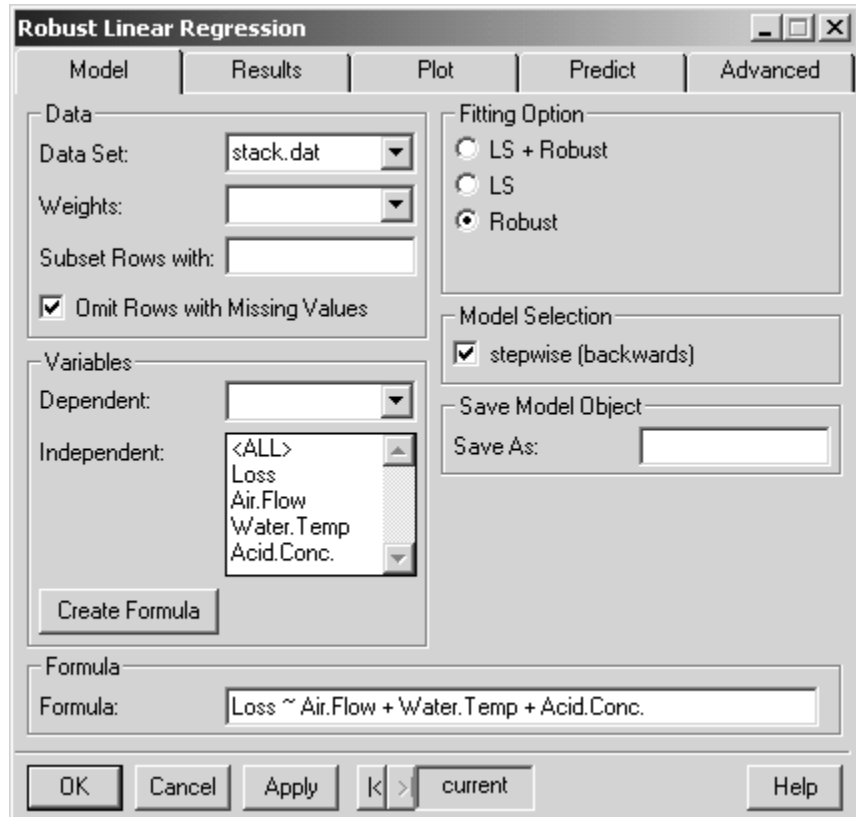 Robust Linear Regression
Model Results Plot Predict Advanced
Data
Data Set: stack.dat
Weights:
Subset Rows with:
Omit Rows with Missing Values
Variables
Dependent:
Independent: <ALL>
Loss
Air.Flow
Water.Temp
Acid.Conc.
Create Formula
Fitting Option
LS + Robust
LS
Robust
Model Selection
stepwise (backwards)
Save Model Object
Save As:
Formula
Formula: Loss ~ Air.Flow + Water.Temp + Acid.Conc.
OK Cancel Apply |< >| current Help